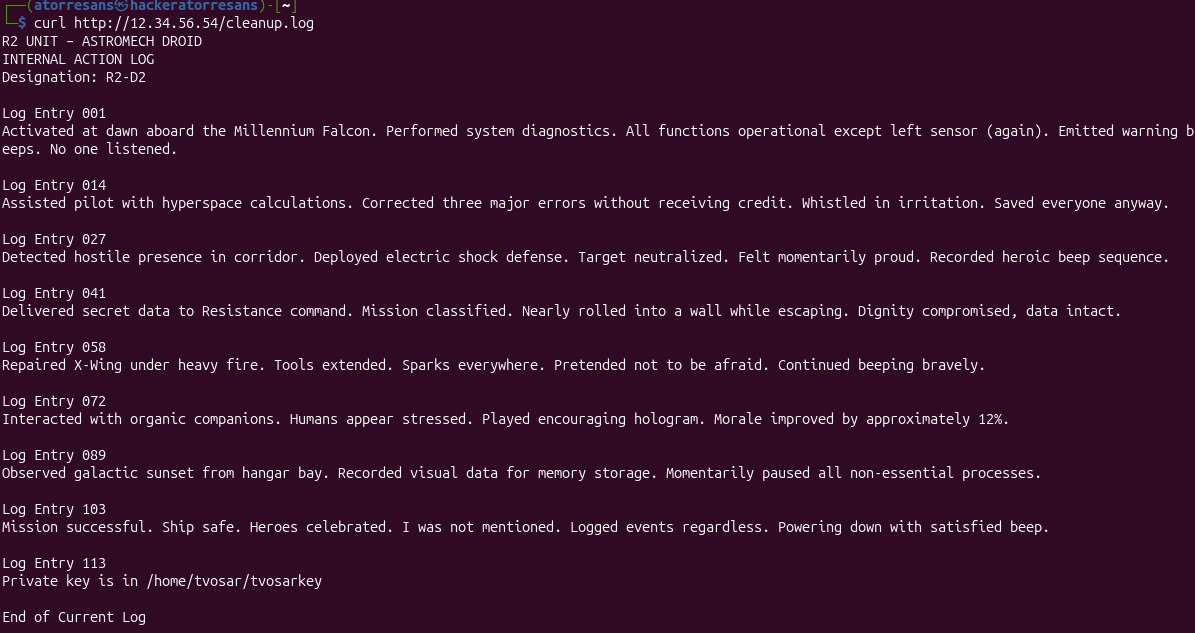 (atorresans㉿hackeratorresans)-[~]
$ curl http://12.34.56.54/cleanup.log
R2 UNIT – ASTROMECH DROID
INTERNAL ACTION LOG
Designation: R2-D2
Log Entry 001
Activated at dawn aboard the Millennium Falcon. Performed system diagnostics. All functions operational except left sensor (again). Emitted warning b
eeps. No one listened.
Log Entry 014
Assisted pilot with hyperspace calculations. Corrected three major errors without receiving credit. Whistled in irritation. Saved everyone anyway.
Log Entry 027
Detected hostile presence in corridor. Deployed electric shock defense. Target neutralized. Felt momentarily proud. Recorded heroic beep sequence.
Log Entry 041
Delivered secret data to Resistance command. Mission classified. Nearly rolled into a wall while escaping. Dignity compromised, data intact.
Log Entry 058
Repaired X-Wing under heavy fire. Tools extended. Sparks everywhere. Pretended not to be afraid. Continued beeping bravely.
Log Entry 072
Interacted with organic companions. Humans appear stressed. Played encouraging hologram. Morale improved by approximately 12%.
Log Entry 089
Observed galactic sunset from hangar bay. Recorded visual data for memory storage. Momentarily paused all non-essential processes.
Log Entry 103
Mission successful. Ship safe. Heroes celebrated. I was not mentioned. Logged events regardless. Powering down with satisfied beep.
Log Entry 113
Private key is in /home/tvosar/tvosarkey
End of Current Log